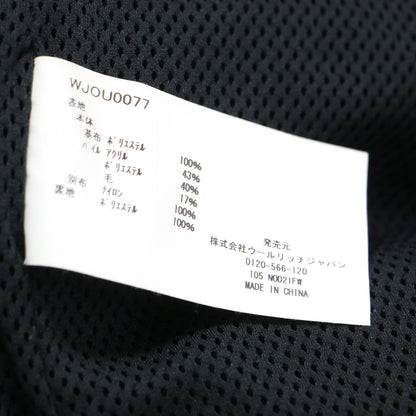 WJOU0077
表地
本体
基布 ポリエステル 100%
パイル アクリル 43%
ポリエステル 40%
毛 17%
別布 ナイロン 100%
裏地 ポリエステル 100%
発売元
株式会社ウールリッチジャパン
0120-566-120
105 NO021FW
MADE IN CHINA